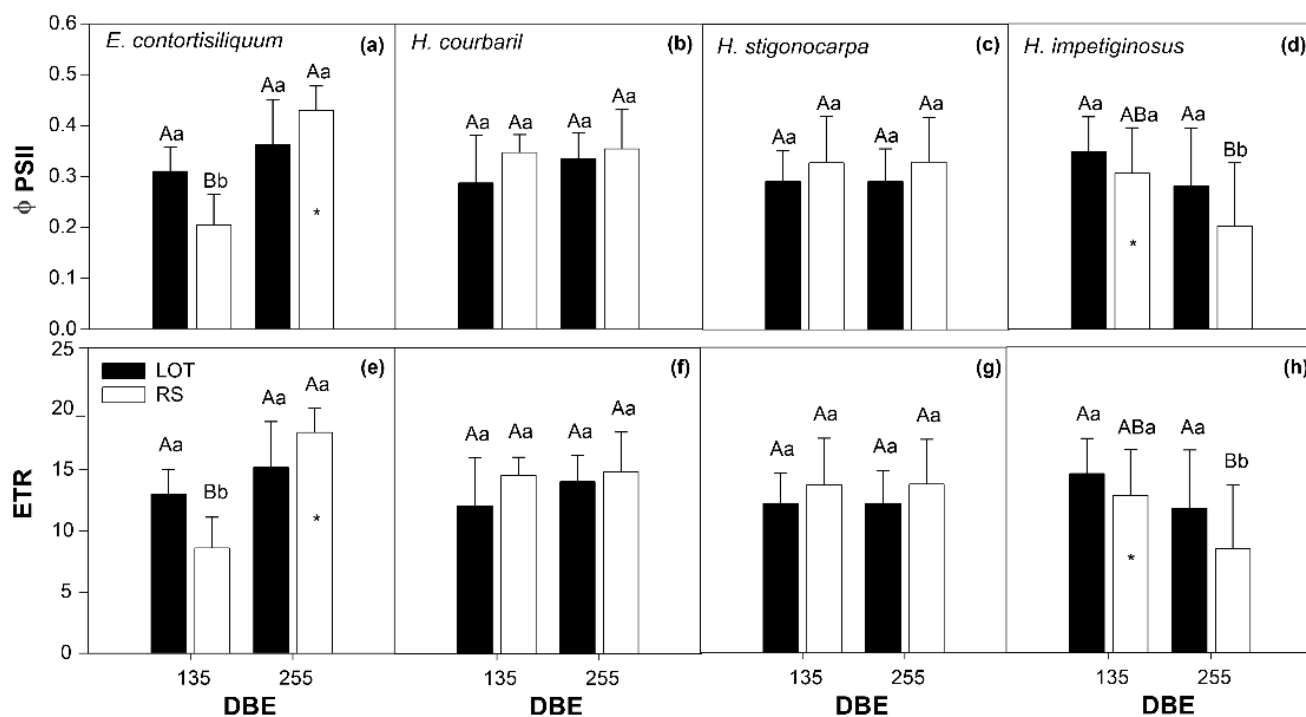 E. contortisiliquum (a)
H. courbaril (b)
H. stigonocarpa (c)
H. impetiginosus (d)
ϕ PSII
0.6
0.5
0.4
0.3
0.2
0.1
0.0
Aa Bb Aa Aa
*
Aa Aa Aa Aa
Aa Aa Aa Aa
Aa ABa Aa Bb
*
LOT
RS
(e)
(f)
(g)
(h)
ETR
25
20
15
10
5
0
Aa Bb Aa Aa
*
Aa Aa Aa Aa
Aa Aa Aa Aa
Aa ABa Aa Bb
*
135 255
135 255
135 255
135 255
DBE
DBE
DBE
DBE